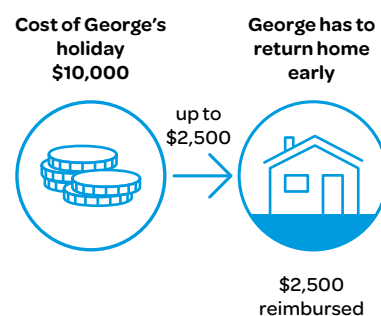 Cost of George's
holiday
$10,000
George has to
return home
early
up to
$2,500
$2,500
reimbursed